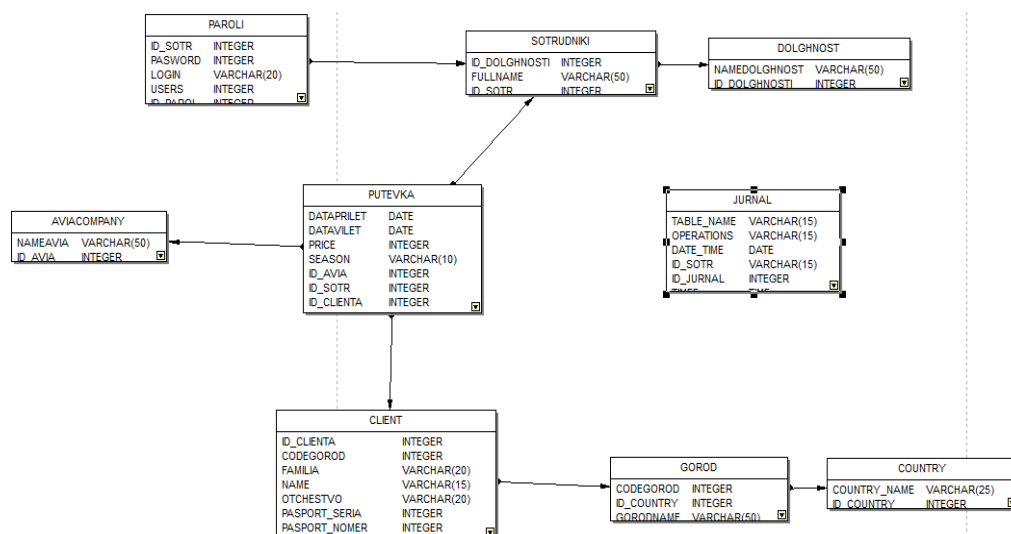 PAROLI
ID_SOTR INTEGER
PASWORD INTEGER
LOGIN VARCHAR(20)
USERS INTEGER
ID_PAROL INTEGER
SOTRUDNIKI
ID_DOLGHNOSTI INTEGER
FULLNAME VARCHAR(50)
ID_SOTR INTEGER
DOLGHNOST
NAMEDOLGHNOST VARCHAR(50)
ID_DOLGHNOSTI INTEGER
PUTEVKA
DATAPRILET DATE
DATAVILET DATE
PRICE INTEGER
SEASON VARCHAR(10)
ID_AVIA INTEGER
ID_SOTR INTEGER
ID_CLIENTA INTEGER
JURNAL
TABLE_NAME VARCHAR(15)
OPERATIONS VARCHAR(15)
DATE_TIME DATE
ID_SOTR VARCHAR(15)
ID_JURNAL INTEGER
TIME
AVIACOMPANY
NAMEAVIA VARCHAR(50)
ID_AVIA INTEGER
CLIENT
ID_CLIENTA INTEGER
CODEGOROD INTEGER
FAMILIA VARCHAR(20)
NAME VARCHAR(15)
OTCHESTVO VARCHAR(20)
PASPORT_SERIA INTEGER
PASPORT_NOMER INTEGER
GOROD
CODEGOROD INTEGER
ID_COUNTRY INTEGER
GORODNAME VARCHAR(50)
COUNTRY
COUNTRY_NAME VARCHAR(25)
ID_COUNTRY INTEGER